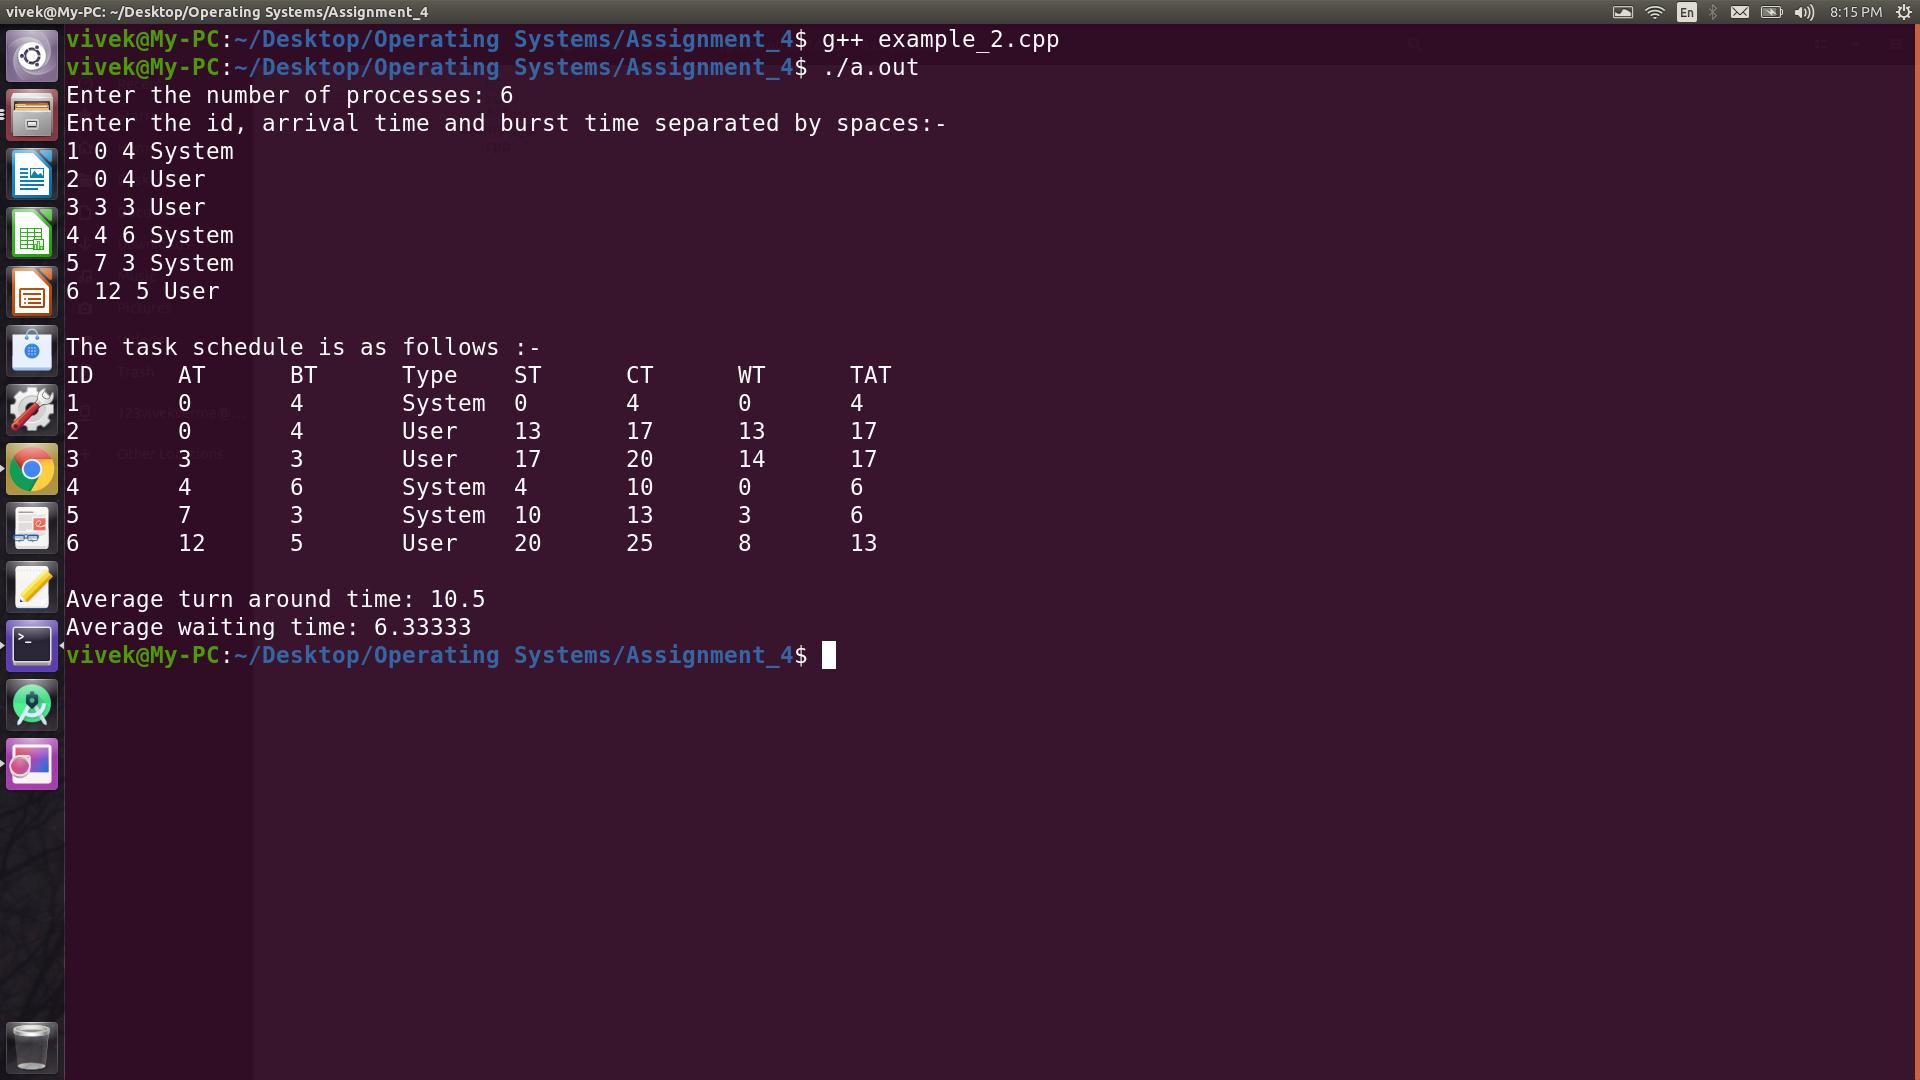 vivek@My-PC: ~/Desktop/Operating Systems/Assignment_4
En
8:15 PM
vivek@My-PC:~/Desktop/Operating Systems/Assignment_4$ g++ example_2.cpp
vivek@My-PC:~/Desktop/Operating Systems/Assignment_4$ ./a.out
Enter the number of processes: 6
Enter the id, arrival time and burst time separated by spaces:-
1 0 4 System
2 0 4 User
3 3 3 User
4 4 6 System
5 7 3 System
6 12 5 User
Pictures
The task schedule is as follows :-
Trash
ID AT BT Type ST CT WT TAT
1 0 4 System 0 4 0 4
2 0 4 User 13 17 13 17
Other Locations
3 3 3 User 17 20 14 17
4 4 6 System 4 10 0 6
5 7 3 System 10 13 3 6
6 12 5 User 20 25 8 13
Average turn around time: 10.5
Average waiting time: 6.33333
vivek@My-PC:~/Desktop/Operating Systems/Assignment_4$